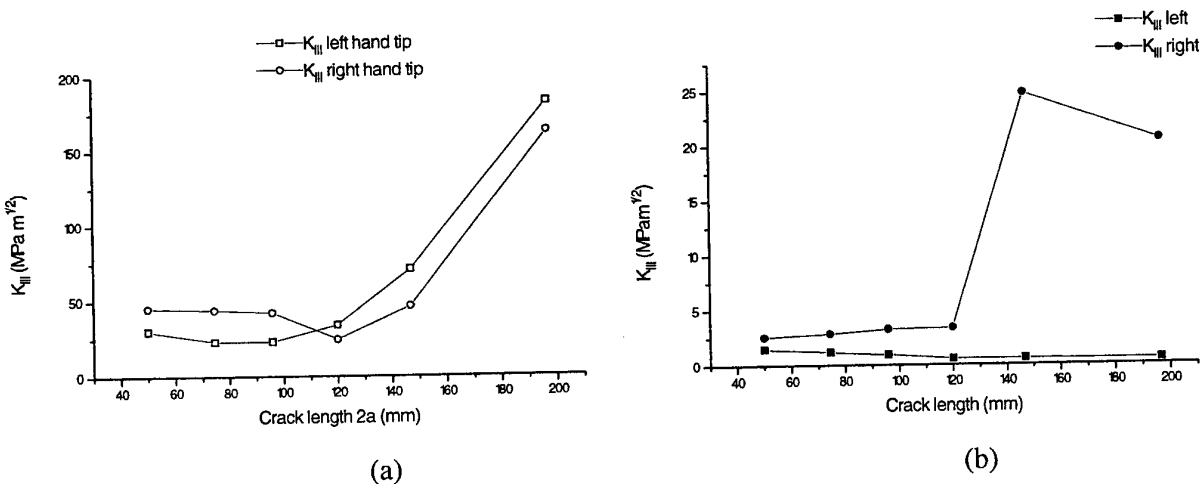 K_III left hand tip
K_III right hand tip
200
150
100
50
0
K_III (MPa m^1/2)
40 60 80 100 120 140 160 180 200
Crack length 2a (mm)
(a)
K_III left
K_III right
25
20
15
10
5
0
K_III (MPam^1/2)
40 60 80 100 120 140 160 180 200
Crack length (mm)
(b)